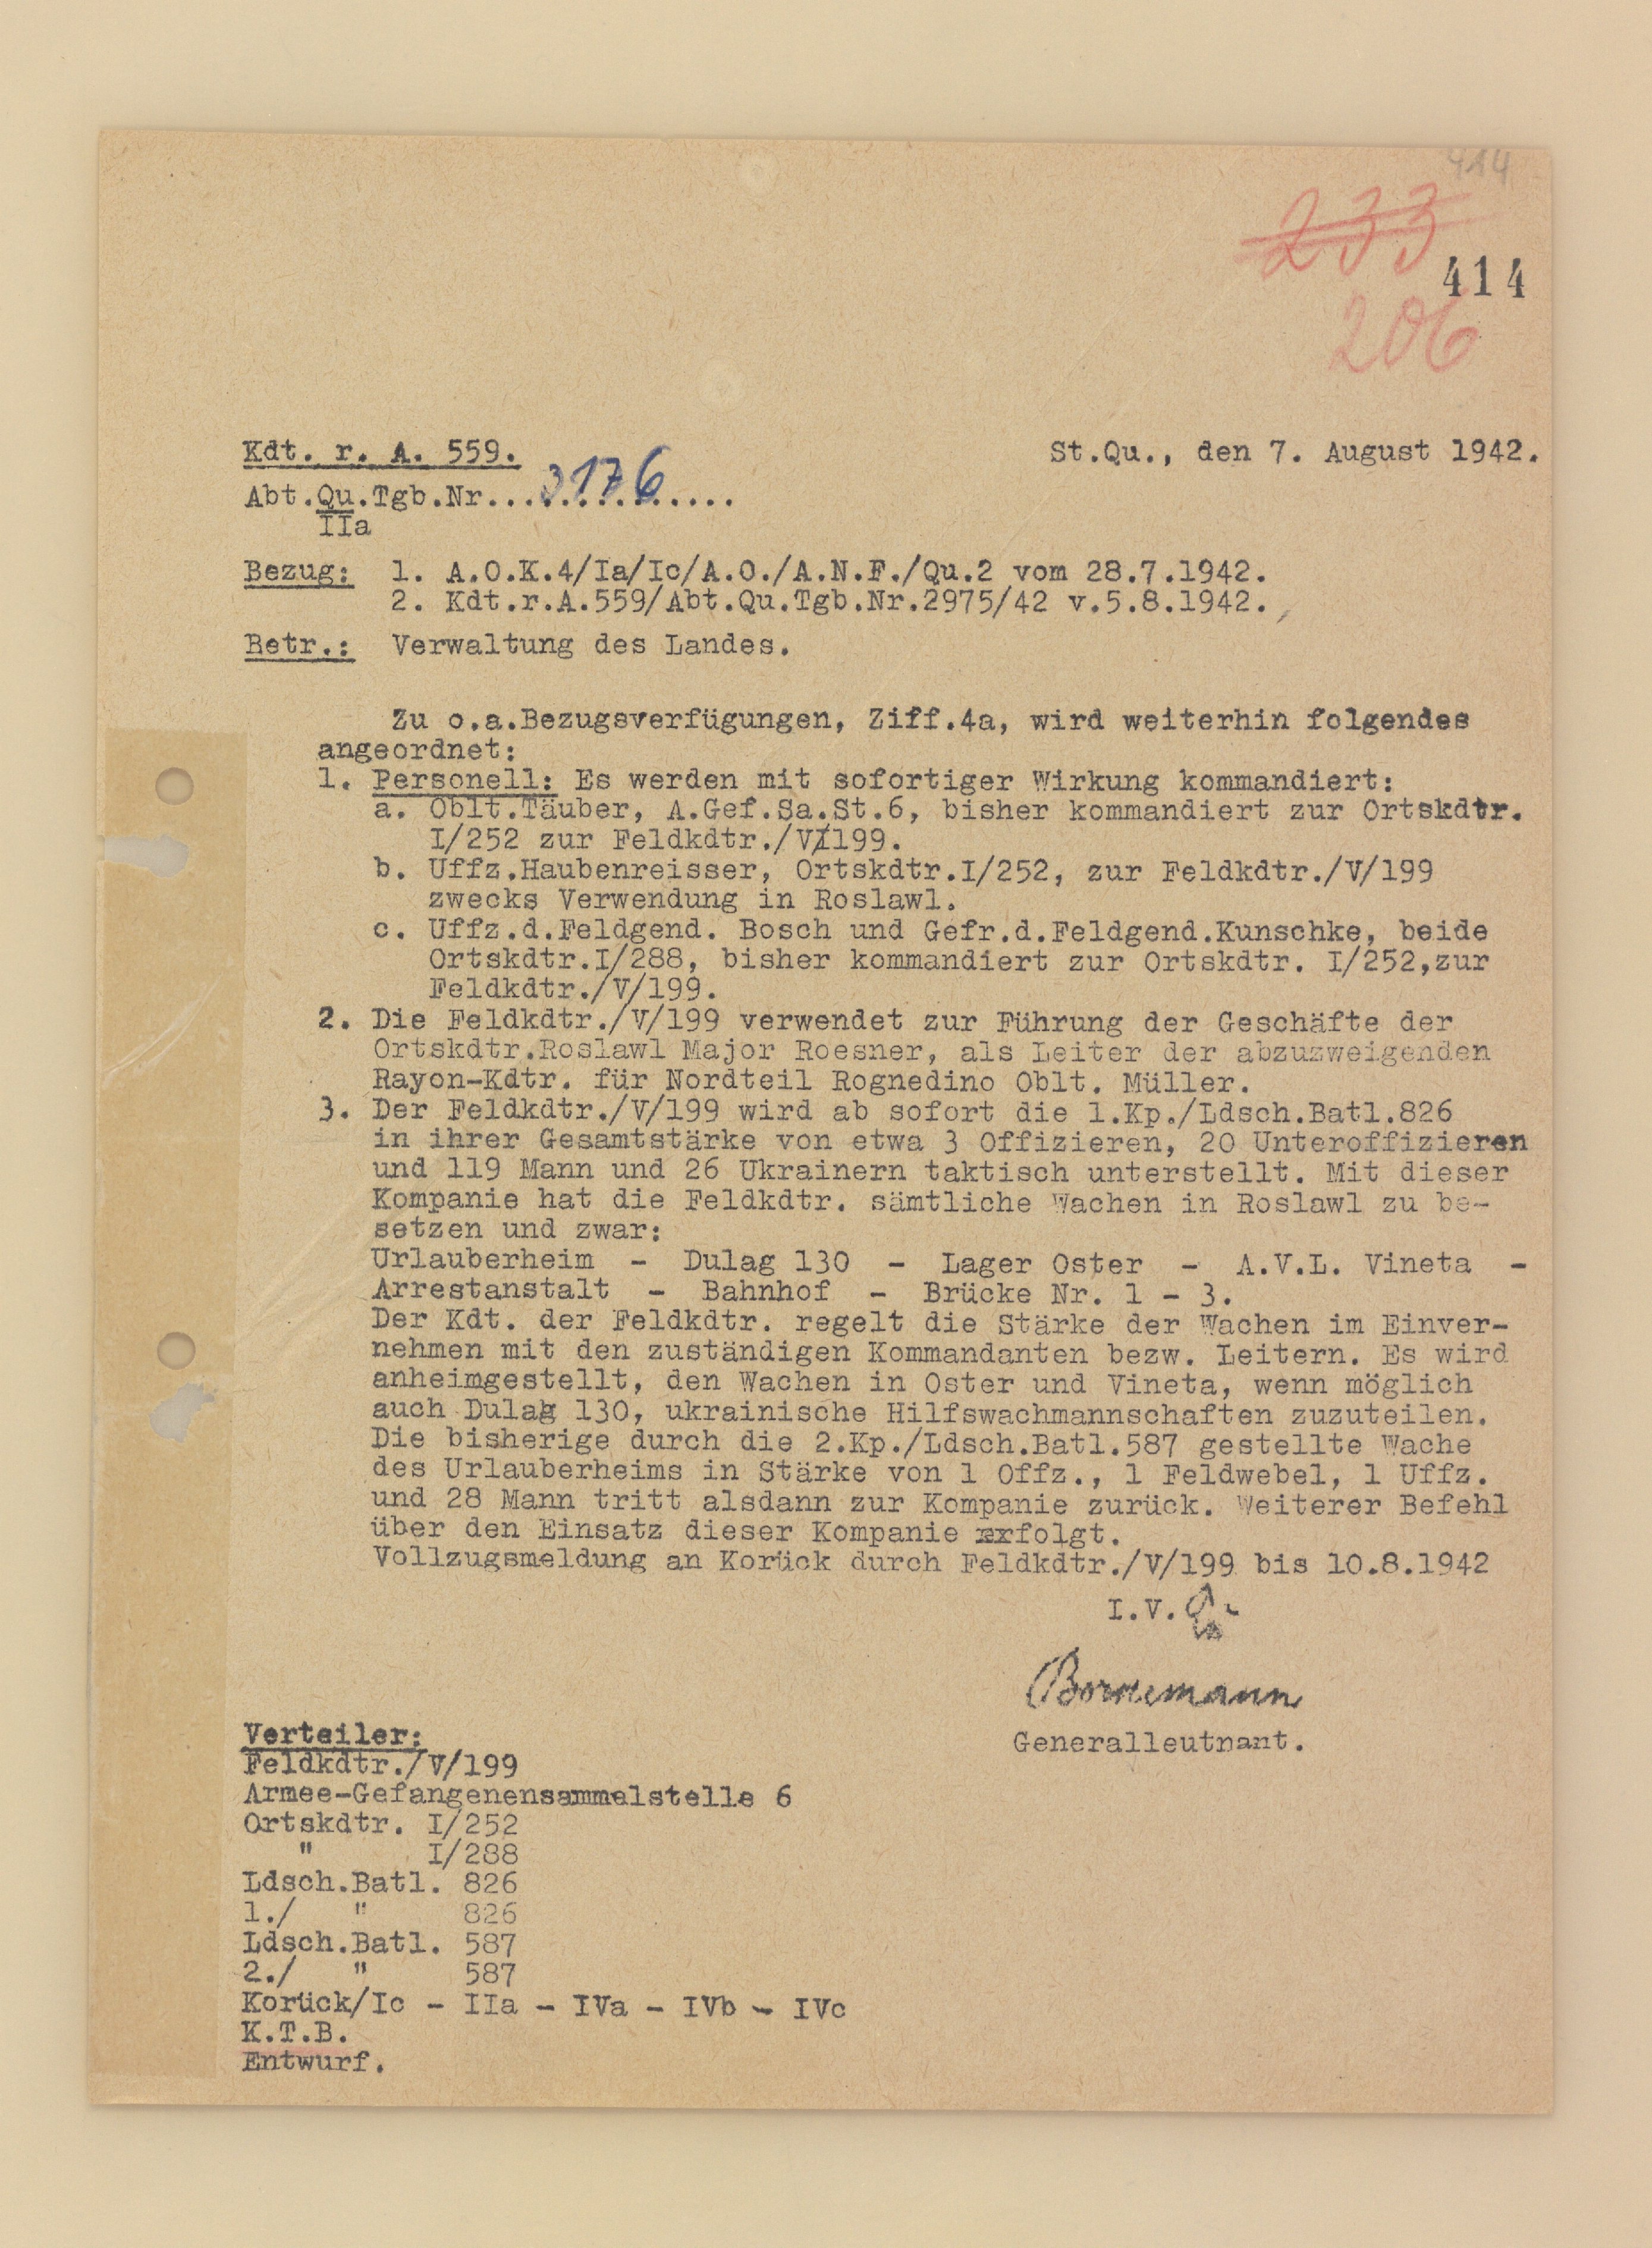 414
233
414
206
Kdt. r. A. 559.
St.Qu., den 7. August 1942.
Abt.Qu.Tgb.Nr...3176...
IIa
Bezug: 1. A.O.K.4/Ia/Ic/A.O./A.N.F./Qu.2 vom 28.7.1942.
2. Kdt.r.A.559/Abt.Qu.Tgb.Nr.2975/42 v.5.8.1942.
Betr.: Verwaltung des Landes.
Zu o.a.Bezugsverfügungen, Ziff.4a, wird weiterhin folgendes
angeordnet:
1. Personell: Es werden mit sofortiger Wirkung kommandiert:
a. Oblt.Täuber, A.Gef.Sa.St.6, bisher kommandiert zur Ortskdtr.
I/252 zur Feldkdtr./V/199.
b. Uffz.Haubenreisser, Ortskdtr.I/252, zur Feldkdtr./V/199
zwecks Verwendung in Roslawl.
c. Uffz.d.Feldgend. Bosch und Gefr.d.Feldgend.Kunschke, beide
Ortskdtr.I/288, bisher kommandiert zur Ortskdtr. I/252,zur
Feldkdtr./V/199.
2. Die Feldkdtr./V/199 verwendet zur Führung der Geschäfte der
Ortskdtr.Roslawl Major Roesner, als Leiter der abzuzweigenden
Rayon-Kdtr. für Nordteil Rognedino Oblt. Müller.
3. Der Feldkdtr./V/199 wird ab sofort die 1.Kp./Ldsch.Batl.826
in ihrer Gesamtstärke von etwa 3 Offizieren, 20 Unteroffizieren
und 119 Mann und 26 Ukrainern taktisch unterstellt. Mit dieser
Kompanie hat die Feldkdtr. sämtliche Wachen in Roslawl zu be-
setzen und zwar:
Urlauberheim - Dulag 130 - Lager Oster - A.V.L. Vineta -
Arrestanstalt - Bahnhof - Brücke Nr. 1 - 3.
Der Kdt. der Feldkdtr. regelt die Stärke der Wachen im Einver-
nehmen mit den zuständigen Kommandanten bezw. Leitern. Es wird
anheimgestellt, den Wachen in Oster und Vineta, wenn möglich
auch Dulag 130, ukrainische Hilfswachmannschaften zuzuteilen.
Die bisherige durch die 2.Kp./Ldsch.Batl.587 gestellte Wache
des Urlauberheims in Stärke von 1 Offz., 1 Feldwebel, 1 Uffz.
und 28 Mann tritt alsdann zur Kompanie zurück. Weiterer Befehl
über den Einsatz dieser Kompanie erfolgt.
Vollzugsmeldung an Korück durch Feldkdtr./V/199 bis 10.8.1942
I.V.
Bornemann
Generalleutnant.
Verteiler:
Feldkdtr./V/199
Armee-Gefangenensammelstelle 6
Ortskdtr. I/252
" I/288
Ldsch.Batl. 826
1./ " 826
Ldsch.Batl. 587
2./ " 587
Korück/Ic - IIa - IVa - IVb - IVc
K.T.B.
Entwurf.